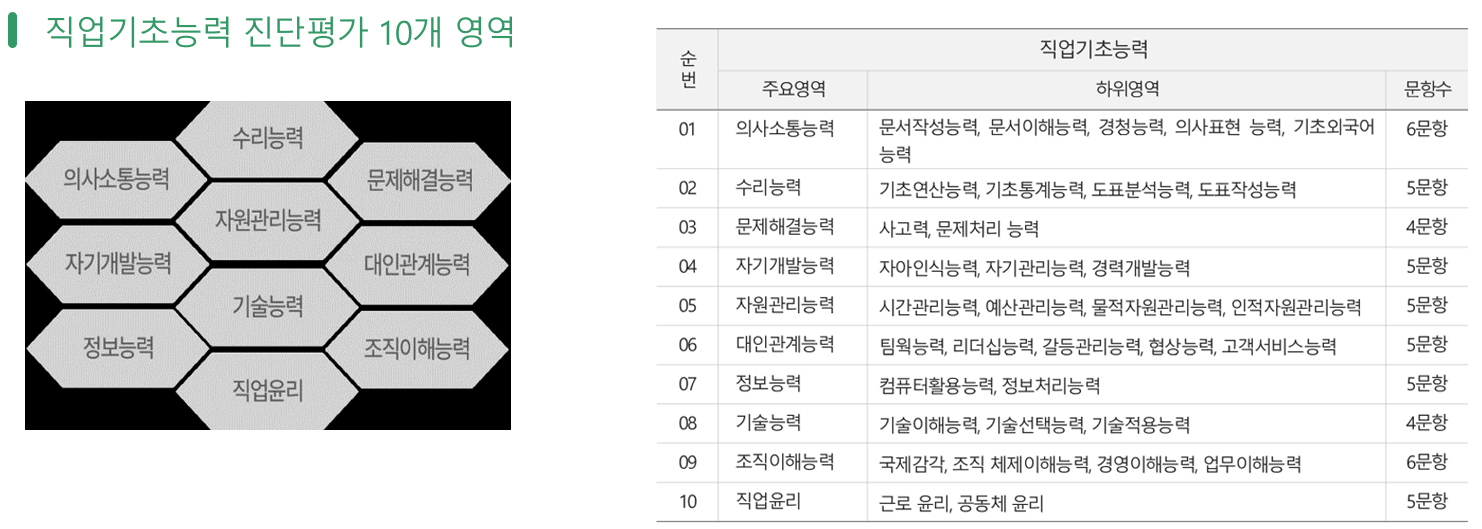 직업기초능력 진단평가 10개 영역
수리능력
의사소통능력
문제해결능력
자원관리능력
자기개발능력
대인관계능력
기술능력
정보능력
조직이해능력
직업윤리
순번 직업기초능력
주요영역 하위영역 문항수
01 의사소통능력 문서작성능력, 문서이해능력, 경청능력, 의사표현 능력, 기초외국어 6문항
능력
02 수리능력 기초연산능력, 기초통계능력, 도표분석능력, 도표작성능력 5문항
03 문제해결능력 사고력, 문제처리 능력 4문항
04 자기개발능력 자아인식능력, 자기관리능력, 경력개발능력 5문항
05 자원관리능력 시간관리능력, 예산관리능력, 물적자원관리능력, 인적자원관리능력 5문항
06 대인관계능력 팀웍능력, 리더십능력, 갈등관리능력, 협상능력, 고객서비스능력 5문항
07 정보능력 컴퓨터활용능력, 정보처리능력 5문항
08 기술능력 기술이해능력, 기술선택능력, 기술적용능력 4문항
09 조직이해능력 국제감각, 조직 체제이해능력, 경영이해능력, 업무이해능력 6문항
10 직업윤리 근로 윤리, 공동체 윤리 5문항